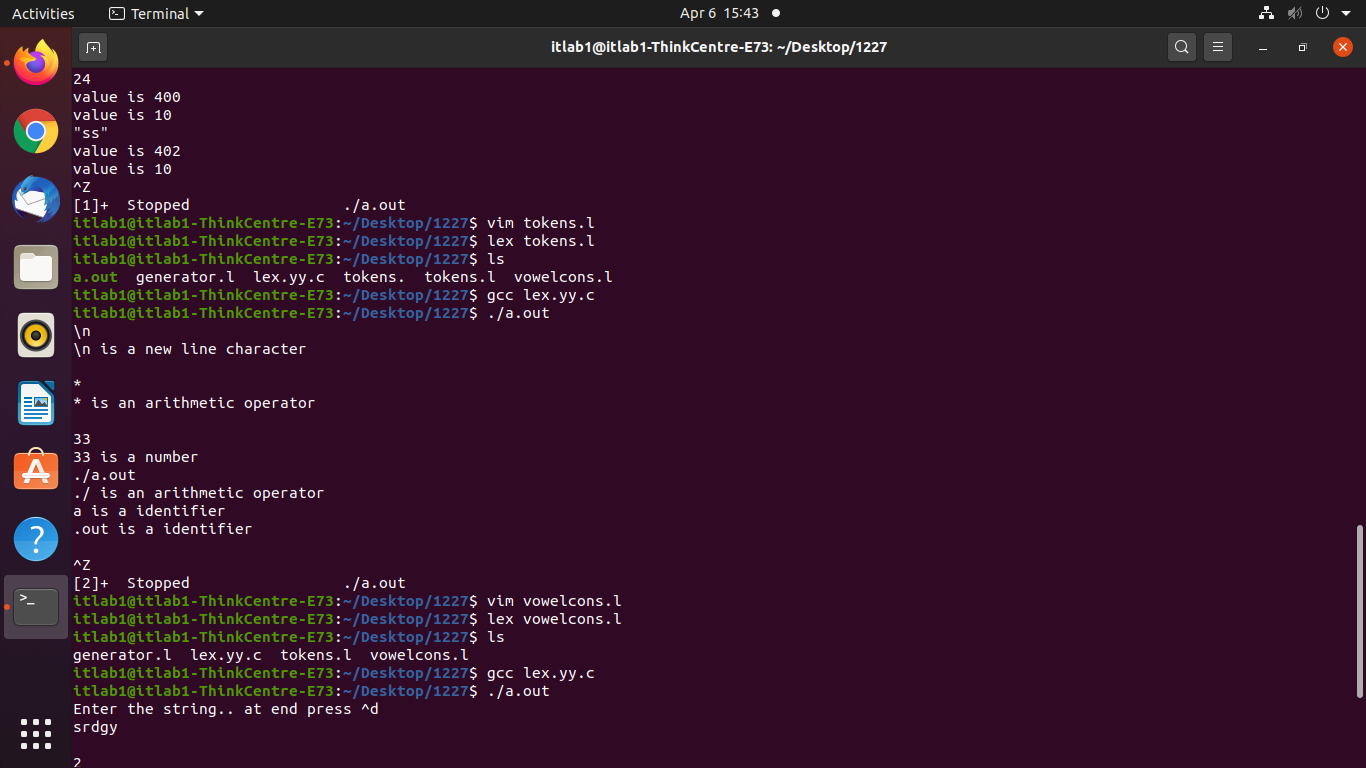 Activities Terminal Apr 6 15:43
itlab1@itlab1-ThinkCentre-E73: ~/Desktop/1227
24
value is 400
value is 10
"ss"
value is 402
value is 10
^Z
[1]+  Stopped                 ./a.out
itlab1@itlab1-ThinkCentre-E73:~/Desktop/1227$ vim tokens.l
itlab1@itlab1-ThinkCentre-E73:~/Desktop/1227$ lex tokens.l
itlab1@itlab1-ThinkCentre-E73:~/Desktop/1227$ ls
a.out  generator.l  lex.yy.c  tokens.  tokens.l  vowelcons.l
itlab1@itlab1-ThinkCentre-E73:~/Desktop/1227$ gcc lex.yy.c
itlab1@itlab1-ThinkCentre-E73:~/Desktop/1227$ ./a.out
\n
\n is a new line character
*
* is an arithmetic operator
33
33 is a number
./a.out
./ is an arithmetic operator
a is a identifier
.out is a identifier
^Z
[2]+  Stopped                 ./a.out
itlab1@itlab1-ThinkCentre-E73:~/Desktop/1227$ vim vowelcons.l
itlab1@itlab1-ThinkCentre-E73:~/Desktop/1227$ lex vowelcons.l
itlab1@itlab1-ThinkCentre-E73:~/Desktop/1227$ ls
generator.l  lex.yy.c  tokens.l  vowelcons.l
itlab1@itlab1-ThinkCentre-E73:~/Desktop/1227$ gcc lex.yy.c
itlab1@itlab1-ThinkCentre-E73:~/Desktop/1227$ ./a.out
Enter the string.. at end press ^d
srdgy
2